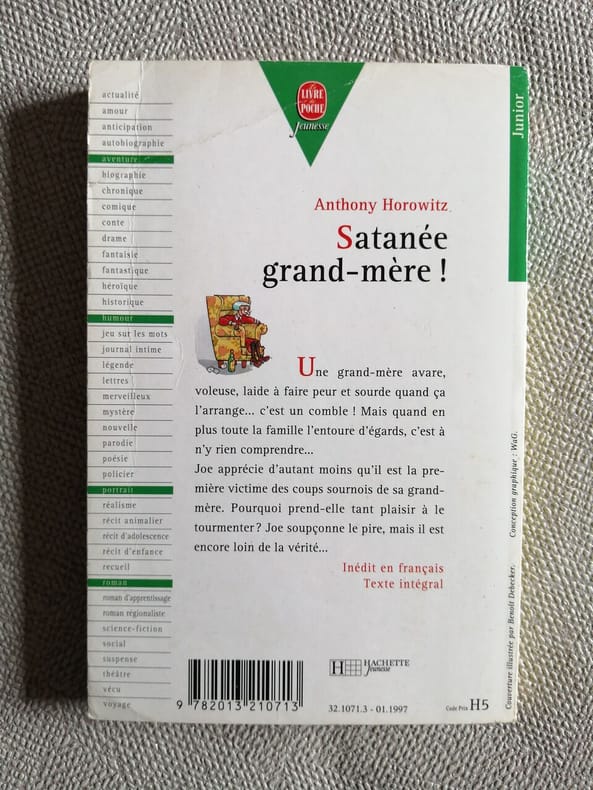 Le
LIVRE
de
POCHE
Jeunesse
Junior
actualité
amour
anticipation
autobiographie
aventure
biographie
chronique
comique
conte
drame
fantaisie
fantastique
héroïque
historique
humour
jeu sur les mots
journal intime
légende
lettres
merveilleux
mystère
nouvelle
parodie
poésie
policier
portrait
réalisme
récit animalier
récit d'adolescence
récit d'enfance
recueil
roman
roman d'apprentissage
roman régionaliste
science-fiction
social
suspense
théâtre
vécu
voyage
Anthony Horowitz
Satanée
grand-mère !
Une grand-mère avare,
voleuse, laide à faire peur et sourde quand ça
l'arrange... c'est un comble ! Mais quand en
plus toute la famille l'entoure d'égards, c'est à
n'y rien comprendre...
Joe apprécie d'autant moins qu'il est la pre-
mière victime des coups sournois de sa grand-
mère. Pourquoi prend-elle tant plaisir à le
tourmenter ? Joe soupçonne le pire, mais il est
encore loin de la vérité...
Inédit en français
Texte intégral
Conception graphique : WaG.
Couverture illustrée par Benoît Debecker.
9 782013 210713
H HACHETTE
Jeunesse
32.1071.3 - 01.1997
Code Prix H5